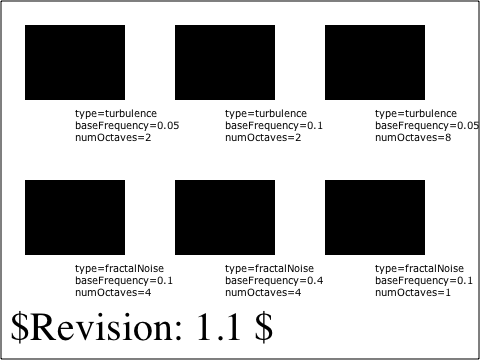 type=turbulence
baseFrequency=0.05
numOctaves=2
type=turbulence
baseFrequency=0.1
numOctaves=2
type=turbulence
baseFrequency=0.05
numOctaves=8
type=fractalNoise
baseFrequency=0.1
numOctaves=4
type=fractalNoise
baseFrequency=0.4
numOctaves=4
type=fractalNoise
baseFrequency=0.1
numOctaves=1
$Revision: 1.1 $